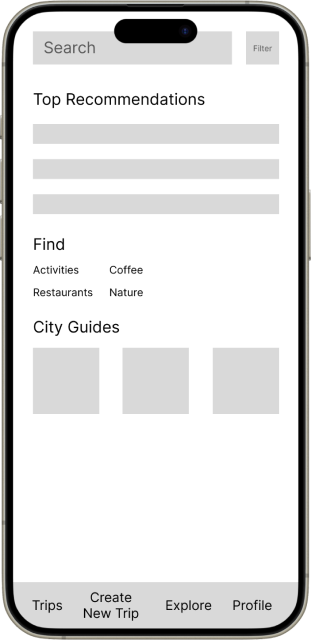 Search
Filter
Top Recommendations
Find
Activities
Coffee
Restaurants
Nature
City Guides
Trips
Create
New Trip
Explore
Profile